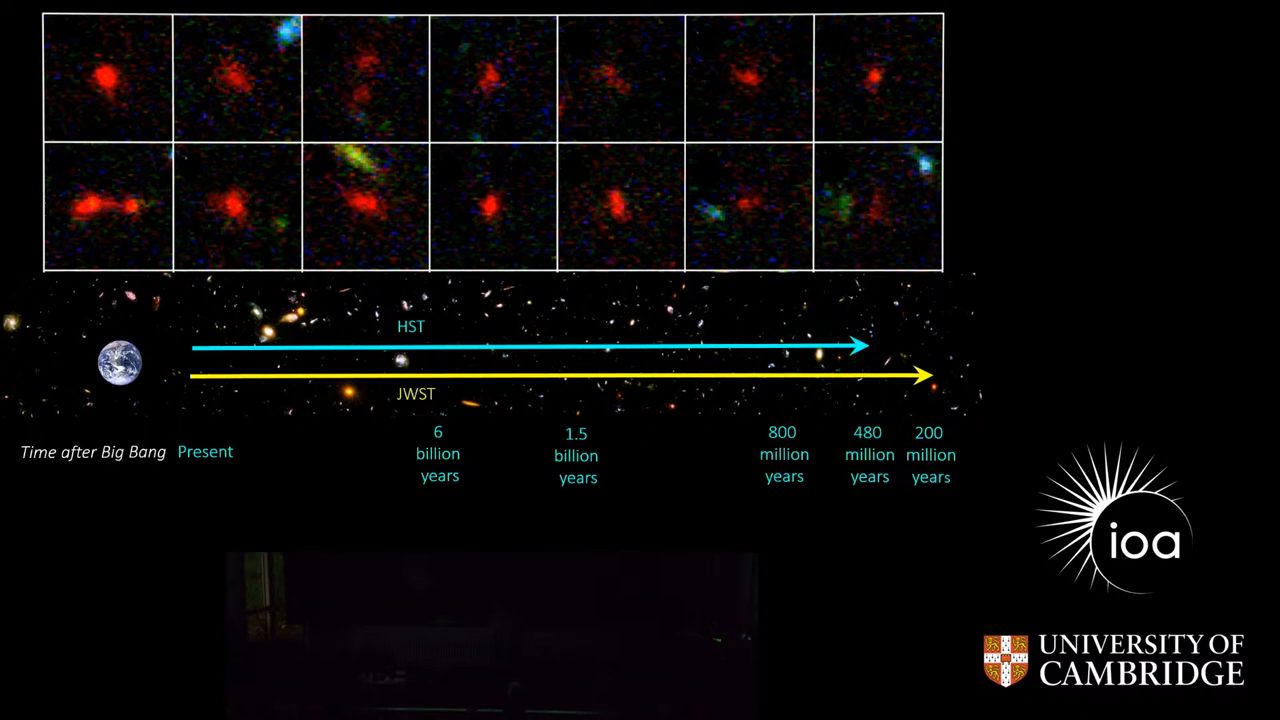 HST
JWST
Time after Big Bang
Present
6
billion
years
1.5
billion
years
800
million
years
480
million
years
200
million
years
ioa
UNIVERSITY OF
CAMBRIDGE